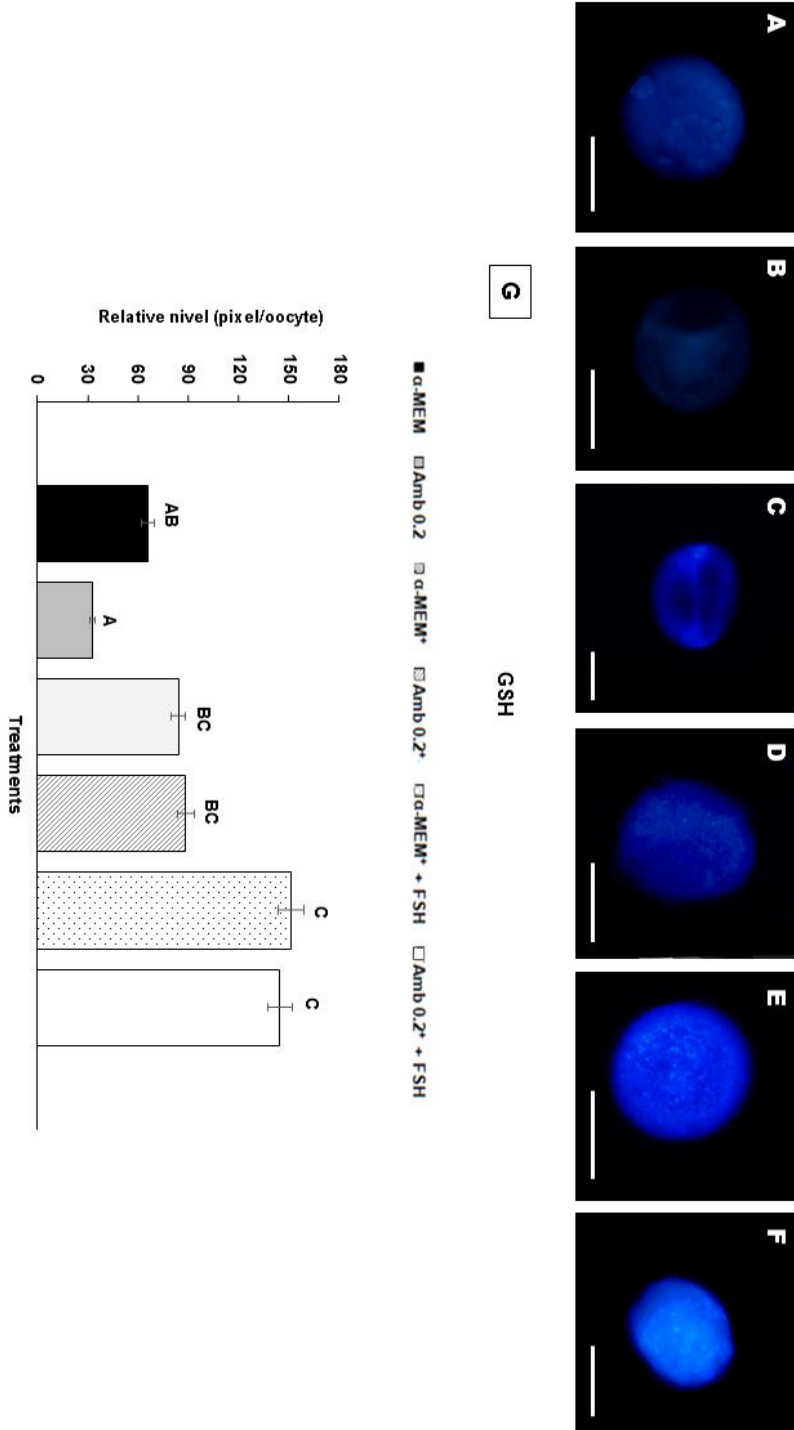 A
B
C
D
E
F
G
GSH
α-MEM
Amb 0.2
α-MEM*
Amb 0.2*
α-MEM* + FSH
Amb 0.2* + FSH
Relative nivel (pixel/oocyte)
180
150
120
90
60
30
0
AB
A
BC
BC
C
C
Treatments